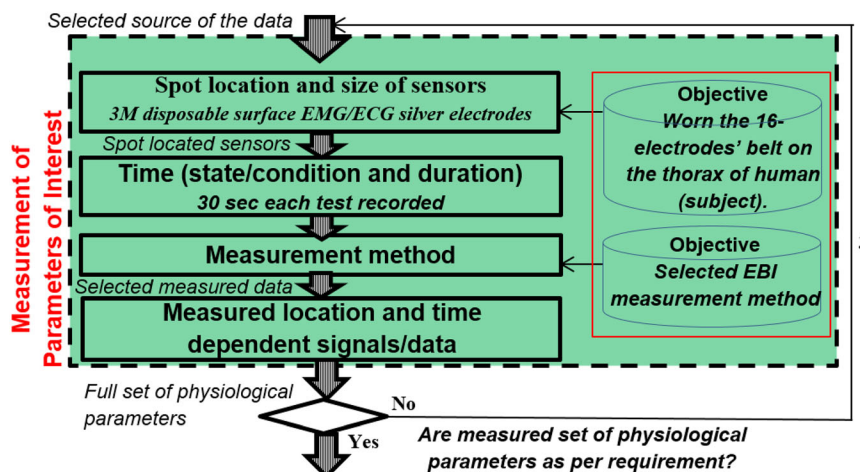 Selected source of the data
Spot location and size of sensors
3M disposable surface EMG/ECG silver electrodes
Spot located sensors
Time (state/condition and duration)
30 sec each test recorded
Measurement method
Selected measured data
Measured location and time
dependent signals/data
Objective
Worn the 16-
electrodes' belt on
the thorax of human
(subject).
Objective
Selected EBI
measurement method
Measurement of
Parameters of Interest
Full set of physiological
parameters
No
Yes
Are measured set of physiological
parameters as per requirement?